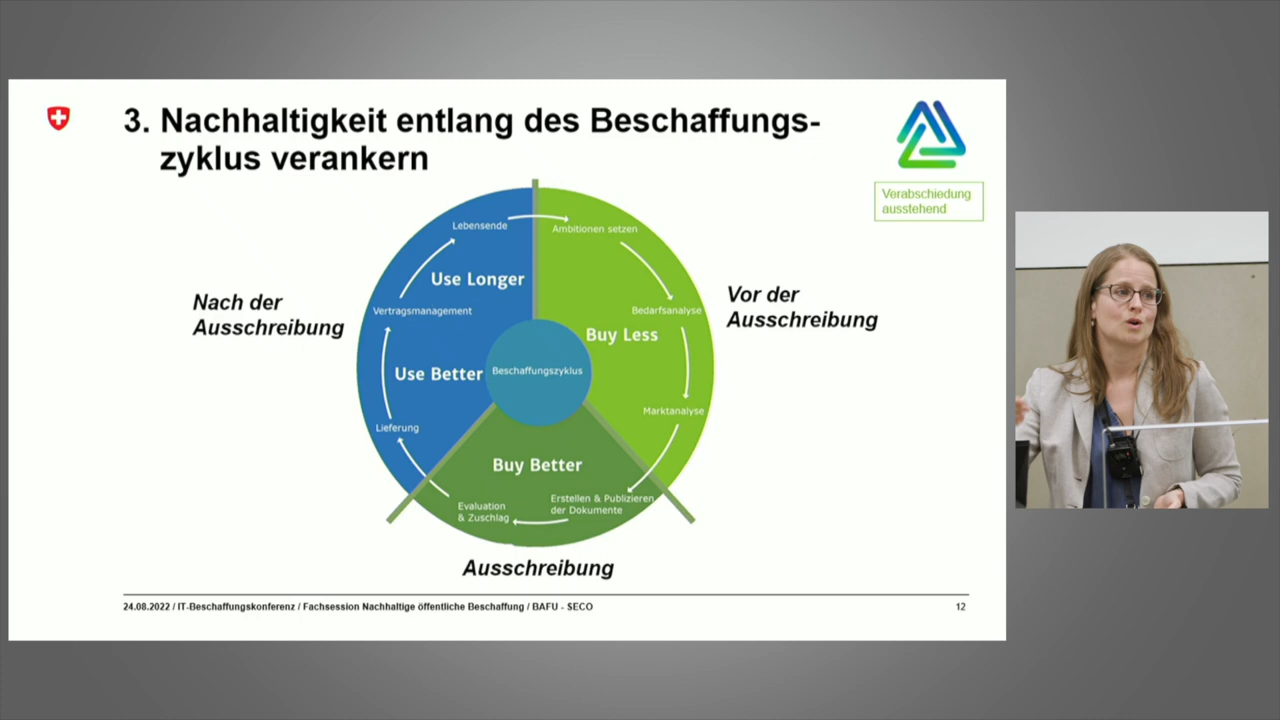 3. Nachhaltigkeit entlang des Beschaffungs-
zyklus verankern
Verabschiedung
ausstehend
Lebensende
Ambitionen setzen
Use Longer
Nach der
Ausschreibung
Vertragsmanagement
Bedarfsanalyse
Vor der
Ausschreibung
Buy Less
Use Better
Beschaffungszyklus
Marktanalyse
Lieferung
Buy Better
Evaluation
& Zuschlag
Erstellen & Publizieren
der Dokumente
Ausschreibung
24.08.2022 / IT-Beschaffungskonferenz / Fachsession Nachhaltige öffentliche Beschaffung / BAFU - SECO
12